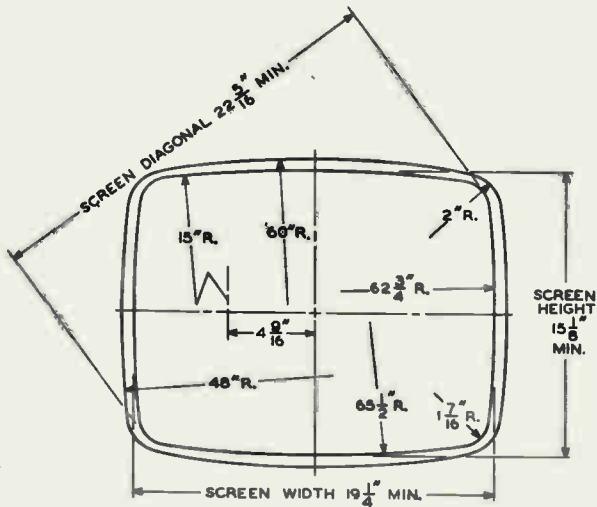 SCREEN DIAGONAL 22 5/16" MIN.
2" R.
15" R.
60" R.
62 3/4" R.
SCREEN
HEIGHT
15 1/8"
MIN.
4 9/16"
48" R.
65 1/2" R.
1 7/16" R.
SCREEN WIDTH 19 1/4" MIN.